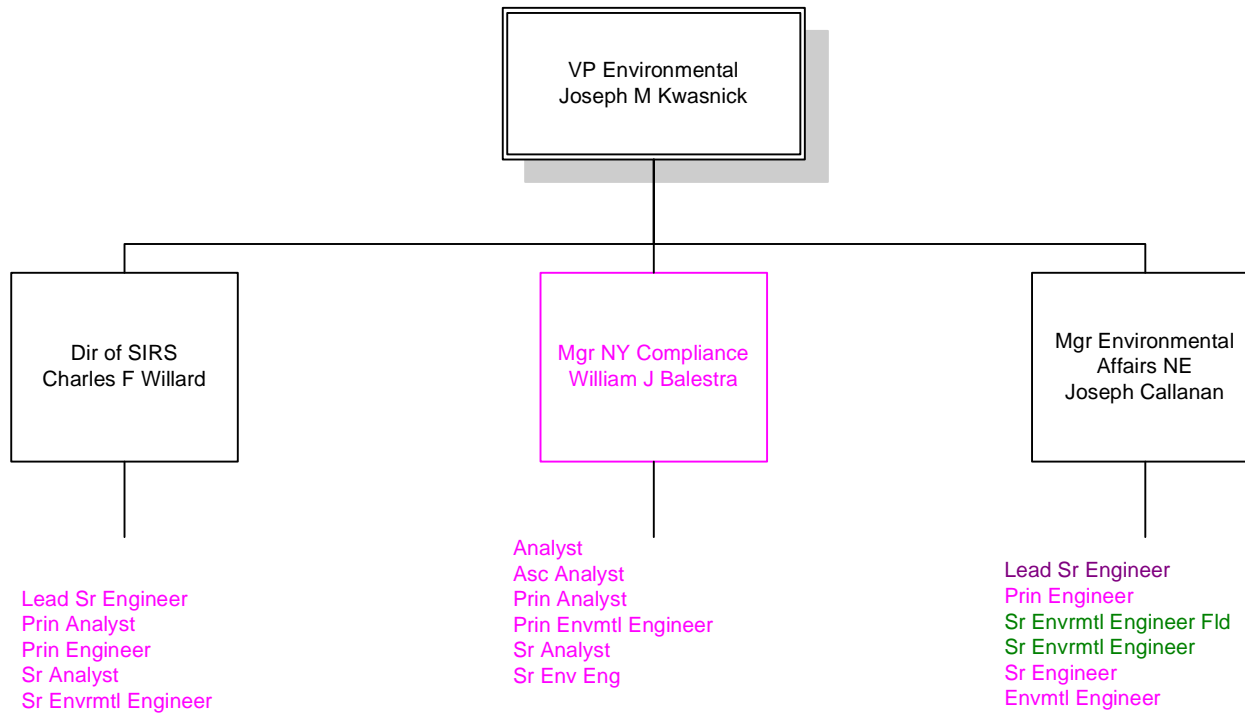 VP Environmental
Joseph M Kwasnick
Dir of SIRS
Charles F Willard
Mgr NY Compliance
William J Balestra
Mgr Environmental
Affairs NE
Joseph Callanan
Lead Sr Engineer
Prin Analyst
Prin Engineer
Sr Analyst
Sr Envrmtl Engineer
Analyst
Asc Analyst
Prin Analyst
Prin Envmtl Engineer
Sr Analyst
Sr Env Eng
Lead Sr Engineer
Prin Engineer
Sr Envrmtl Engineer Fld
Sr Envrmtl Engineer
Sr Engineer
Envmtl Engineer